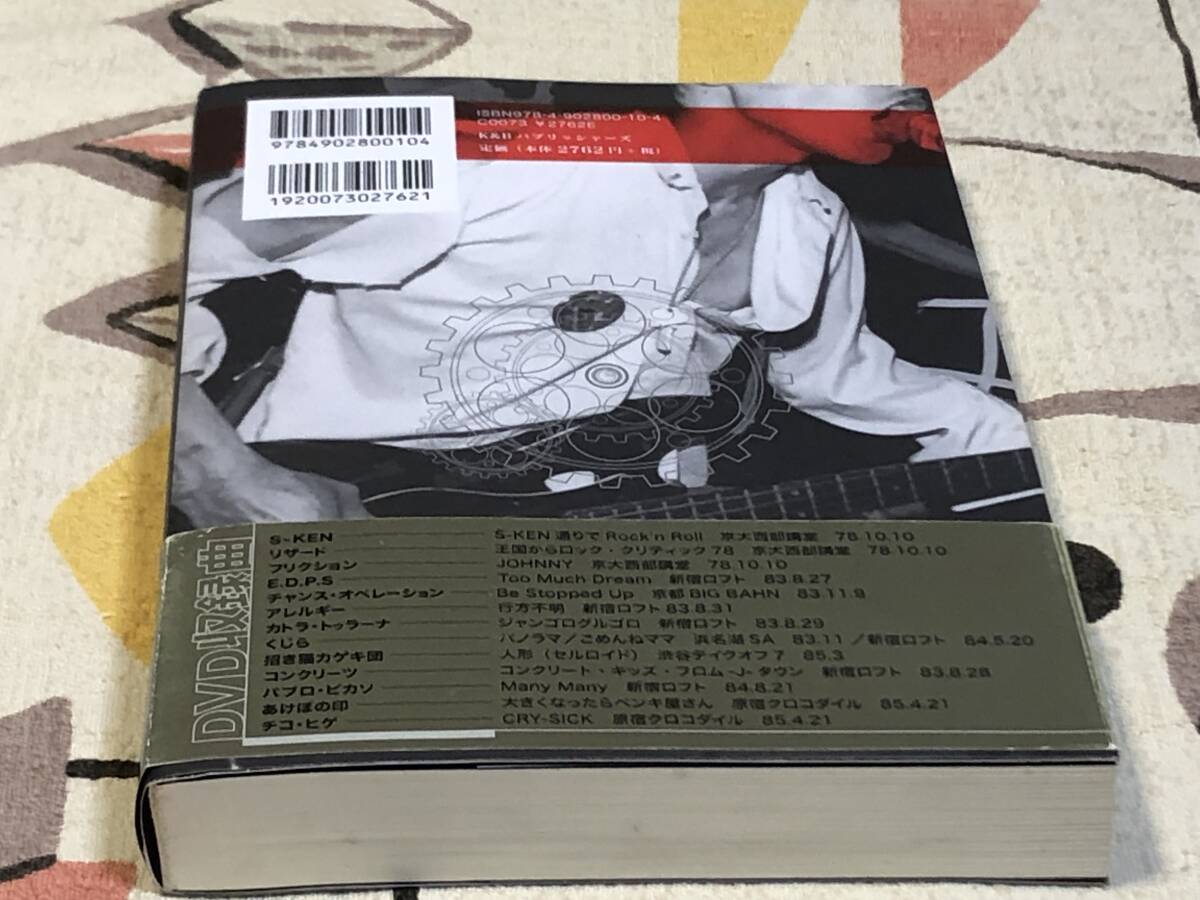 9784902800104
1920073027621
ISBN978-4-902800-10-4
C0073 ¥2762E
K&Bパブリッシャーズ
定価（本体2762円+税）
DVD収録曲
S-KEN S-KEN通りでRock'n Roll 京大西部講堂 78.10.10
リザード 王国からロック・クリティック78 京大西部講堂 78.10.10
フリクション JOHNNY 京大西部講堂 78.10.10
E.D.P.S Too Much Dream 新宿ロフト 83.8.27
チャンス・オペレーション Be Stopped Up 京都BIG BAHN 83.11.9
アレルギー 行方不明 新宿ロフト83.8.31
カトラ・トゥラーナ ジャンゴログルゴロ 新宿ロフト 83.8.29
くじら パノラマ／ごめんねママ 浜名湖SA 83.11／新宿ロフト 84.5.20
招き猫カゲキ団 人形（セルロイド） 渋谷テイクオフ7 85.3
コンクリーツ コンクリート・キッズ・フロム-J-タウン 新宿ロフト 83.8.28
パブロ・ピカソ Many Many 新宿ロフト 84.8.21
あけぼの印 大きくなったらペンキ屋さん 原宿クロコダイル 85.4.21
チコ・ヒゲ CRY-SICK 原宿クロコダイル 85.4.21